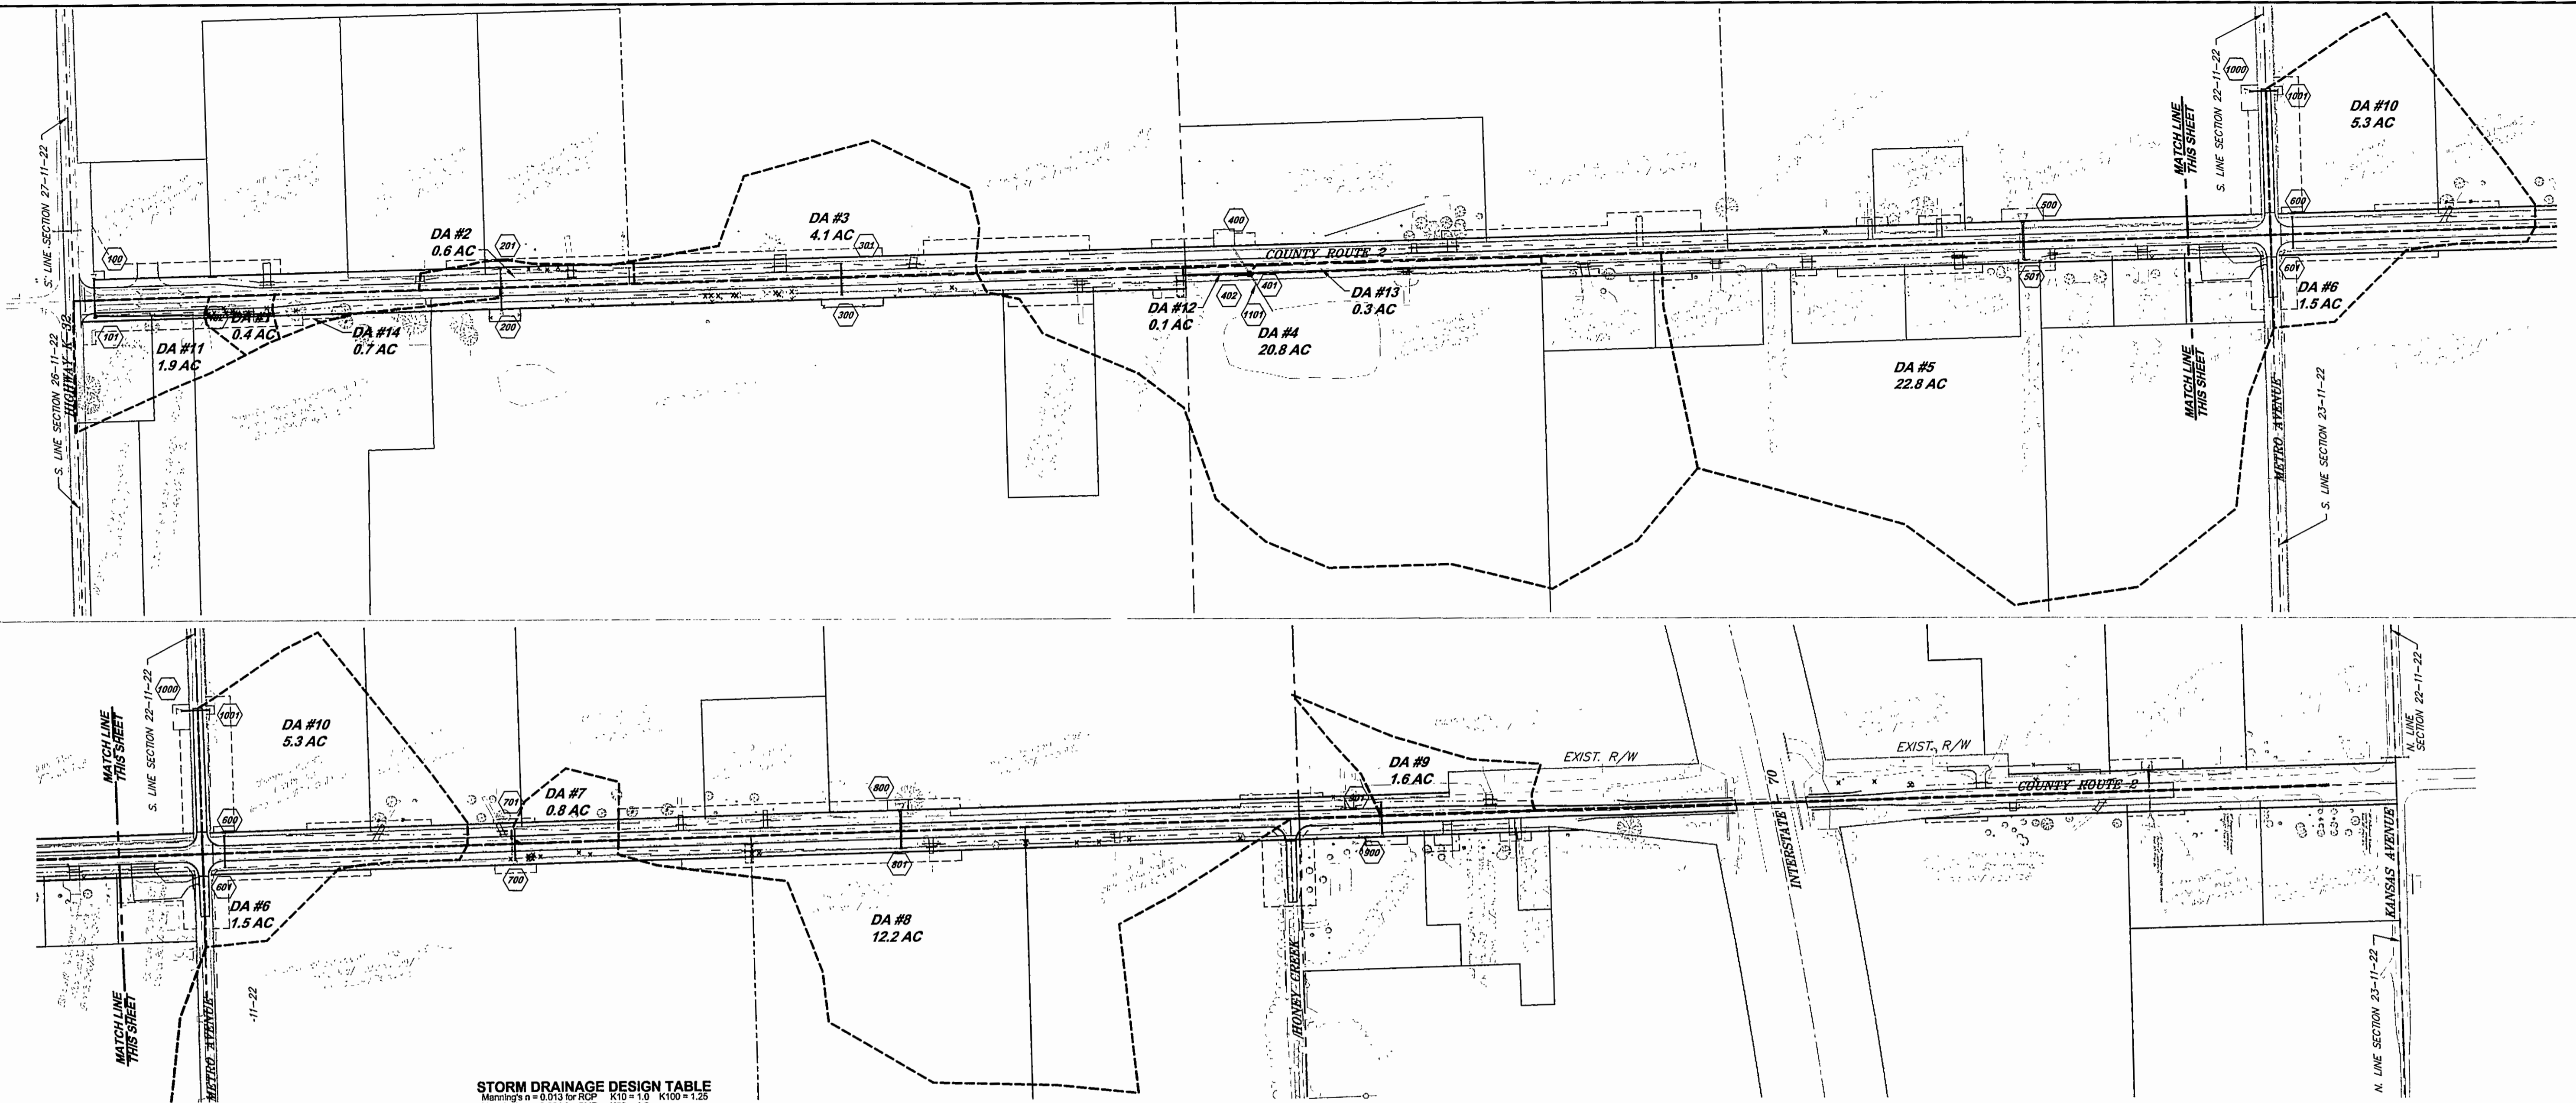 S. LINE SECTION 27-11-22
S. LINE SECTION 26-11-22
HIGHWAY K-32
100
101
DA #11
1.9 AC
0.4 AC
DA #14
0.7 AC
DA #2
0.6 AC
201
200
DA #3
4.1 AC
301
300
400
COUNTY ROUTE 2
DA #12
0.1 AC
402
401
1101
DA #4
20.8 AC
DA #13
0.3 AC
500
501
DA #5
22.8 AC
MATCH LINE
THIS SHEET
MATCH LINE
THIS SHEET
S. LINE SECTION 22-11-22
1000
1001
DA #10
5.3 AC
600
601
DA #6
1.5 AC
METRO AVENUE
S. LINE SECTION 23-11-22
MATCH LINE
THIS SHEET
MATCH LINE
THIS SHEET
S. LINE SECTION 22-11-22
1000
1001
DA #10
5.3 AC
600
601
DA #6
1.5 AC
METRO AVENUE
-11-22
701
DA #7
0.8 AC
700
800
801
DA #8
12.2 AC
DA #9
1.6 AC
900
HONEY CREEK
EXIST. R/W
INTERSTATE 70
EXIST. R/W
COUNTY ROUTE 2
KANSAS AVENUE
N. LINE
SECTION 22-11-22
N. LINE SECTION 23-11-22
STORM DRAINAGE DESIGN TABLE
Manning's n = 0.013 for RCP K10 = 1.0 K100 = 1.25